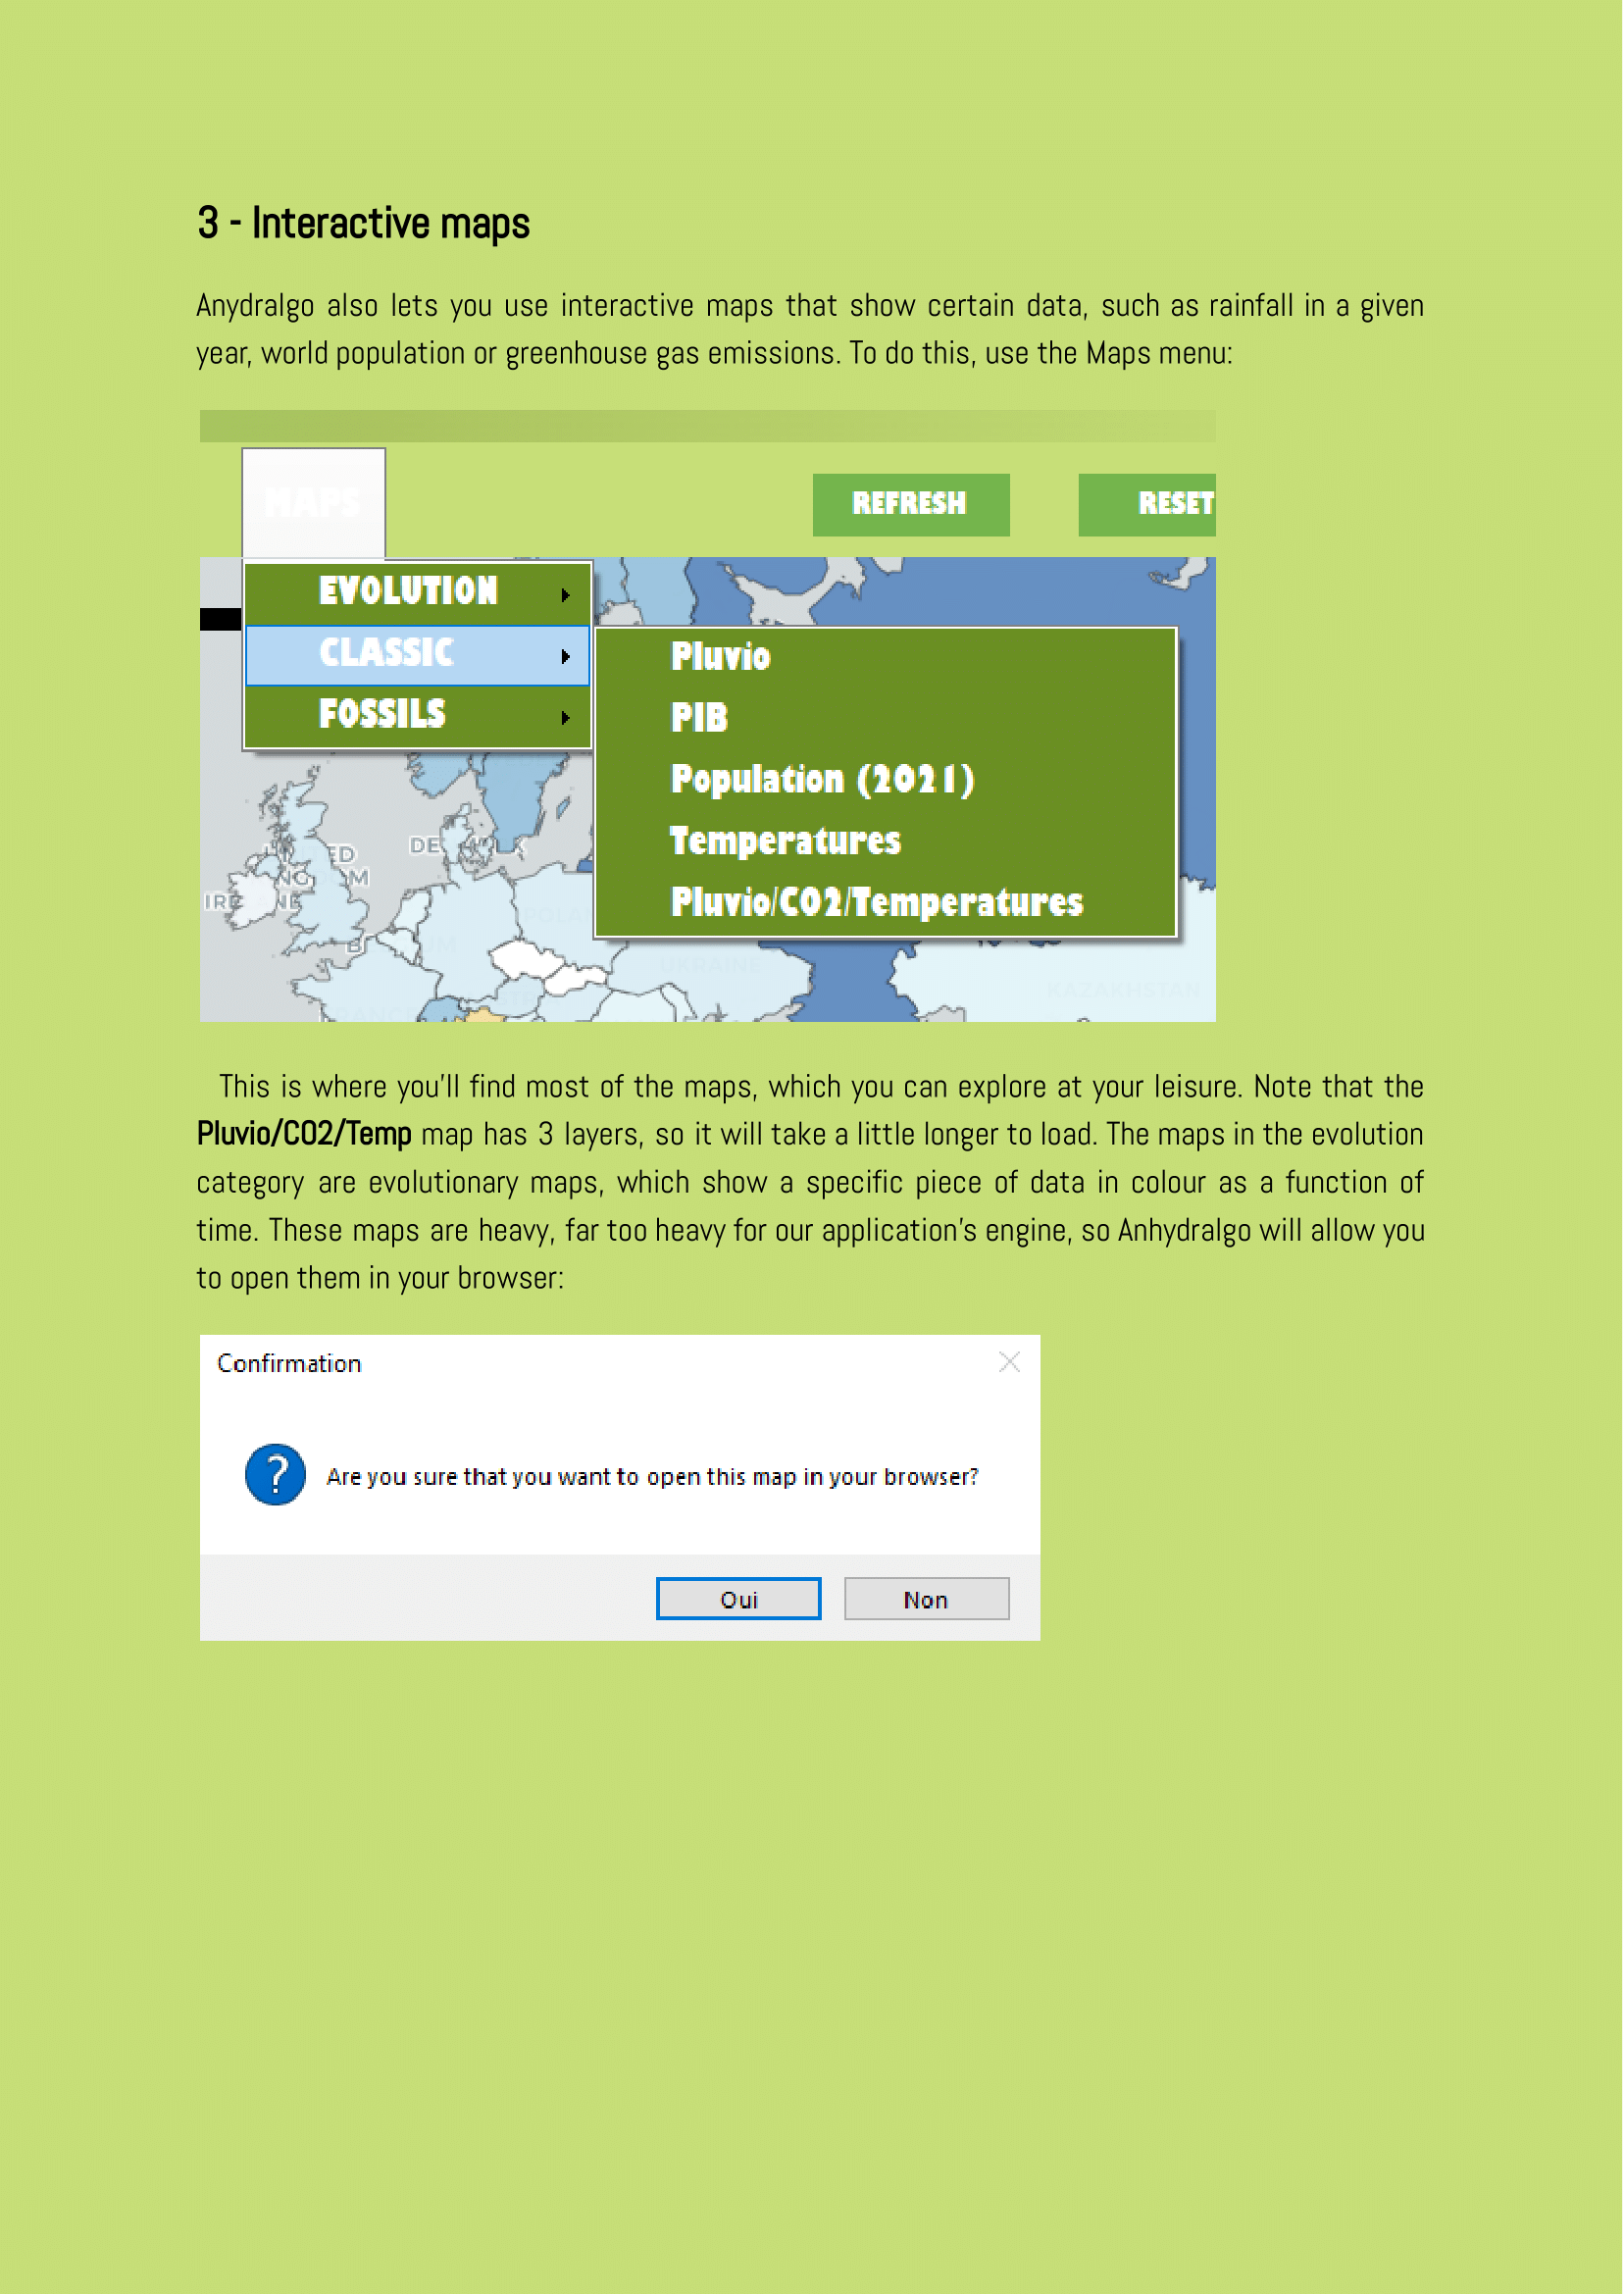 3 - Interactive maps
Anydralgo also lets you use interactive maps that show certain data, such as rainfall in a given
year, world population or greenhouse gas emissions. To do this, use the Maps menu:
MAPS
REFRESH
RESET
EVOLUTION
CLASSIC
FOSSILS
Pluvio
PIB
Population (2021)
Temperatures
Pluvio/CO2/Temperatures
UKRAINE
KAZAKHSTAN
This is where you'll find most of the maps, which you can explore at your leisure. Note that the
Pluvio/CO2/Temp map has 3 layers, so it will take a little longer to load. The maps in the evolution
category are evolutionary maps, which show a specific piece of data in colour as a function of
time. These maps are heavy, far too heavy for our application's engine, so Anhydralgo will allow you
to open them in your browser:
Confirmation
Are you sure that you want to open this map in your browser?
Oui
Non